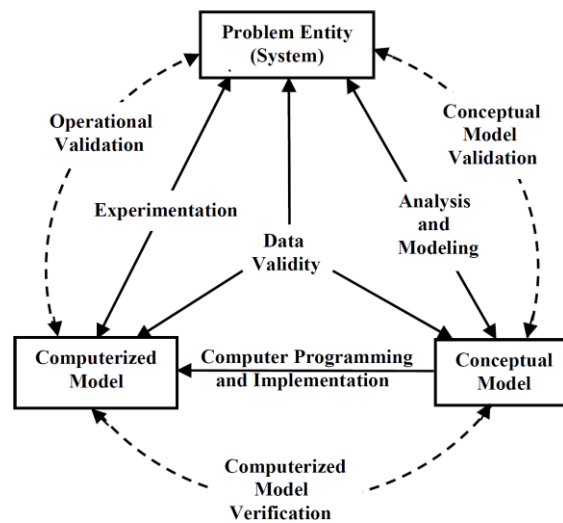 Problem Entity
(System)
Operational
Validation
Conceptual
Model
Validation
Experimentation
Analysis
and
Modeling
Data
Validity
Computerized
Model
Computer Programming
and Implementation
Conceptual
Model
Computerized
Model
Verification